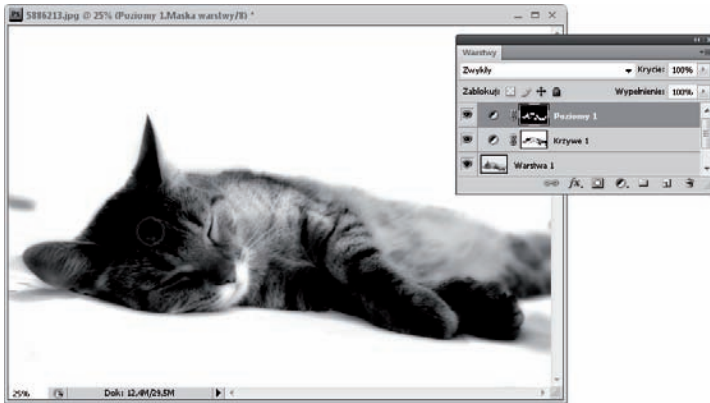 5886213.jpg @ 25% (Poziomy 1,Maska warstwy/8) *
Warstwy
Zwykły Krycie: 100%
Zablokuj: Wypełnienie: 100%
Poziomy 1
Krzywe 1
Warstwa 1
fx.
25% Dok: 12,4M/29,5M